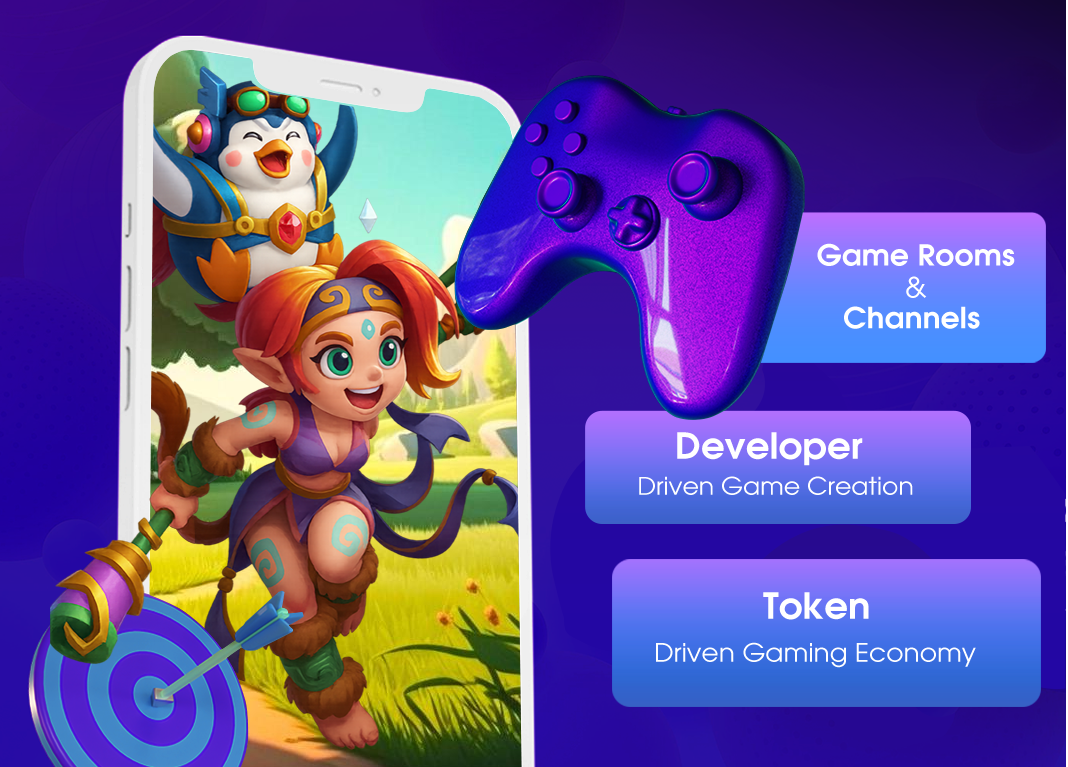 Game Rooms
&
Channels
Developer
Driven Game Creation
Token
Driven Gaming Economy